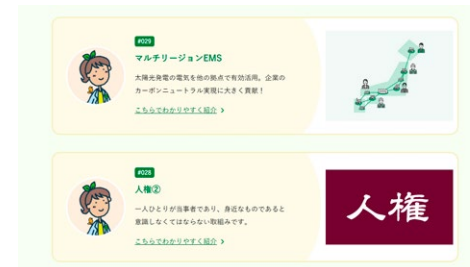 #029
マルチリージョンEMS
太陽光発電の電気を他の拠点で有効活用。企業の
カーボンニュートラル実現に大きく貢献！
こちらでわかりやすく紹介 >
#028
人権②
一人ひとりが当事者であり、身近なものであると
意識しなくてはならない取組みです。
こちらでわかりやすく紹介 >
人権